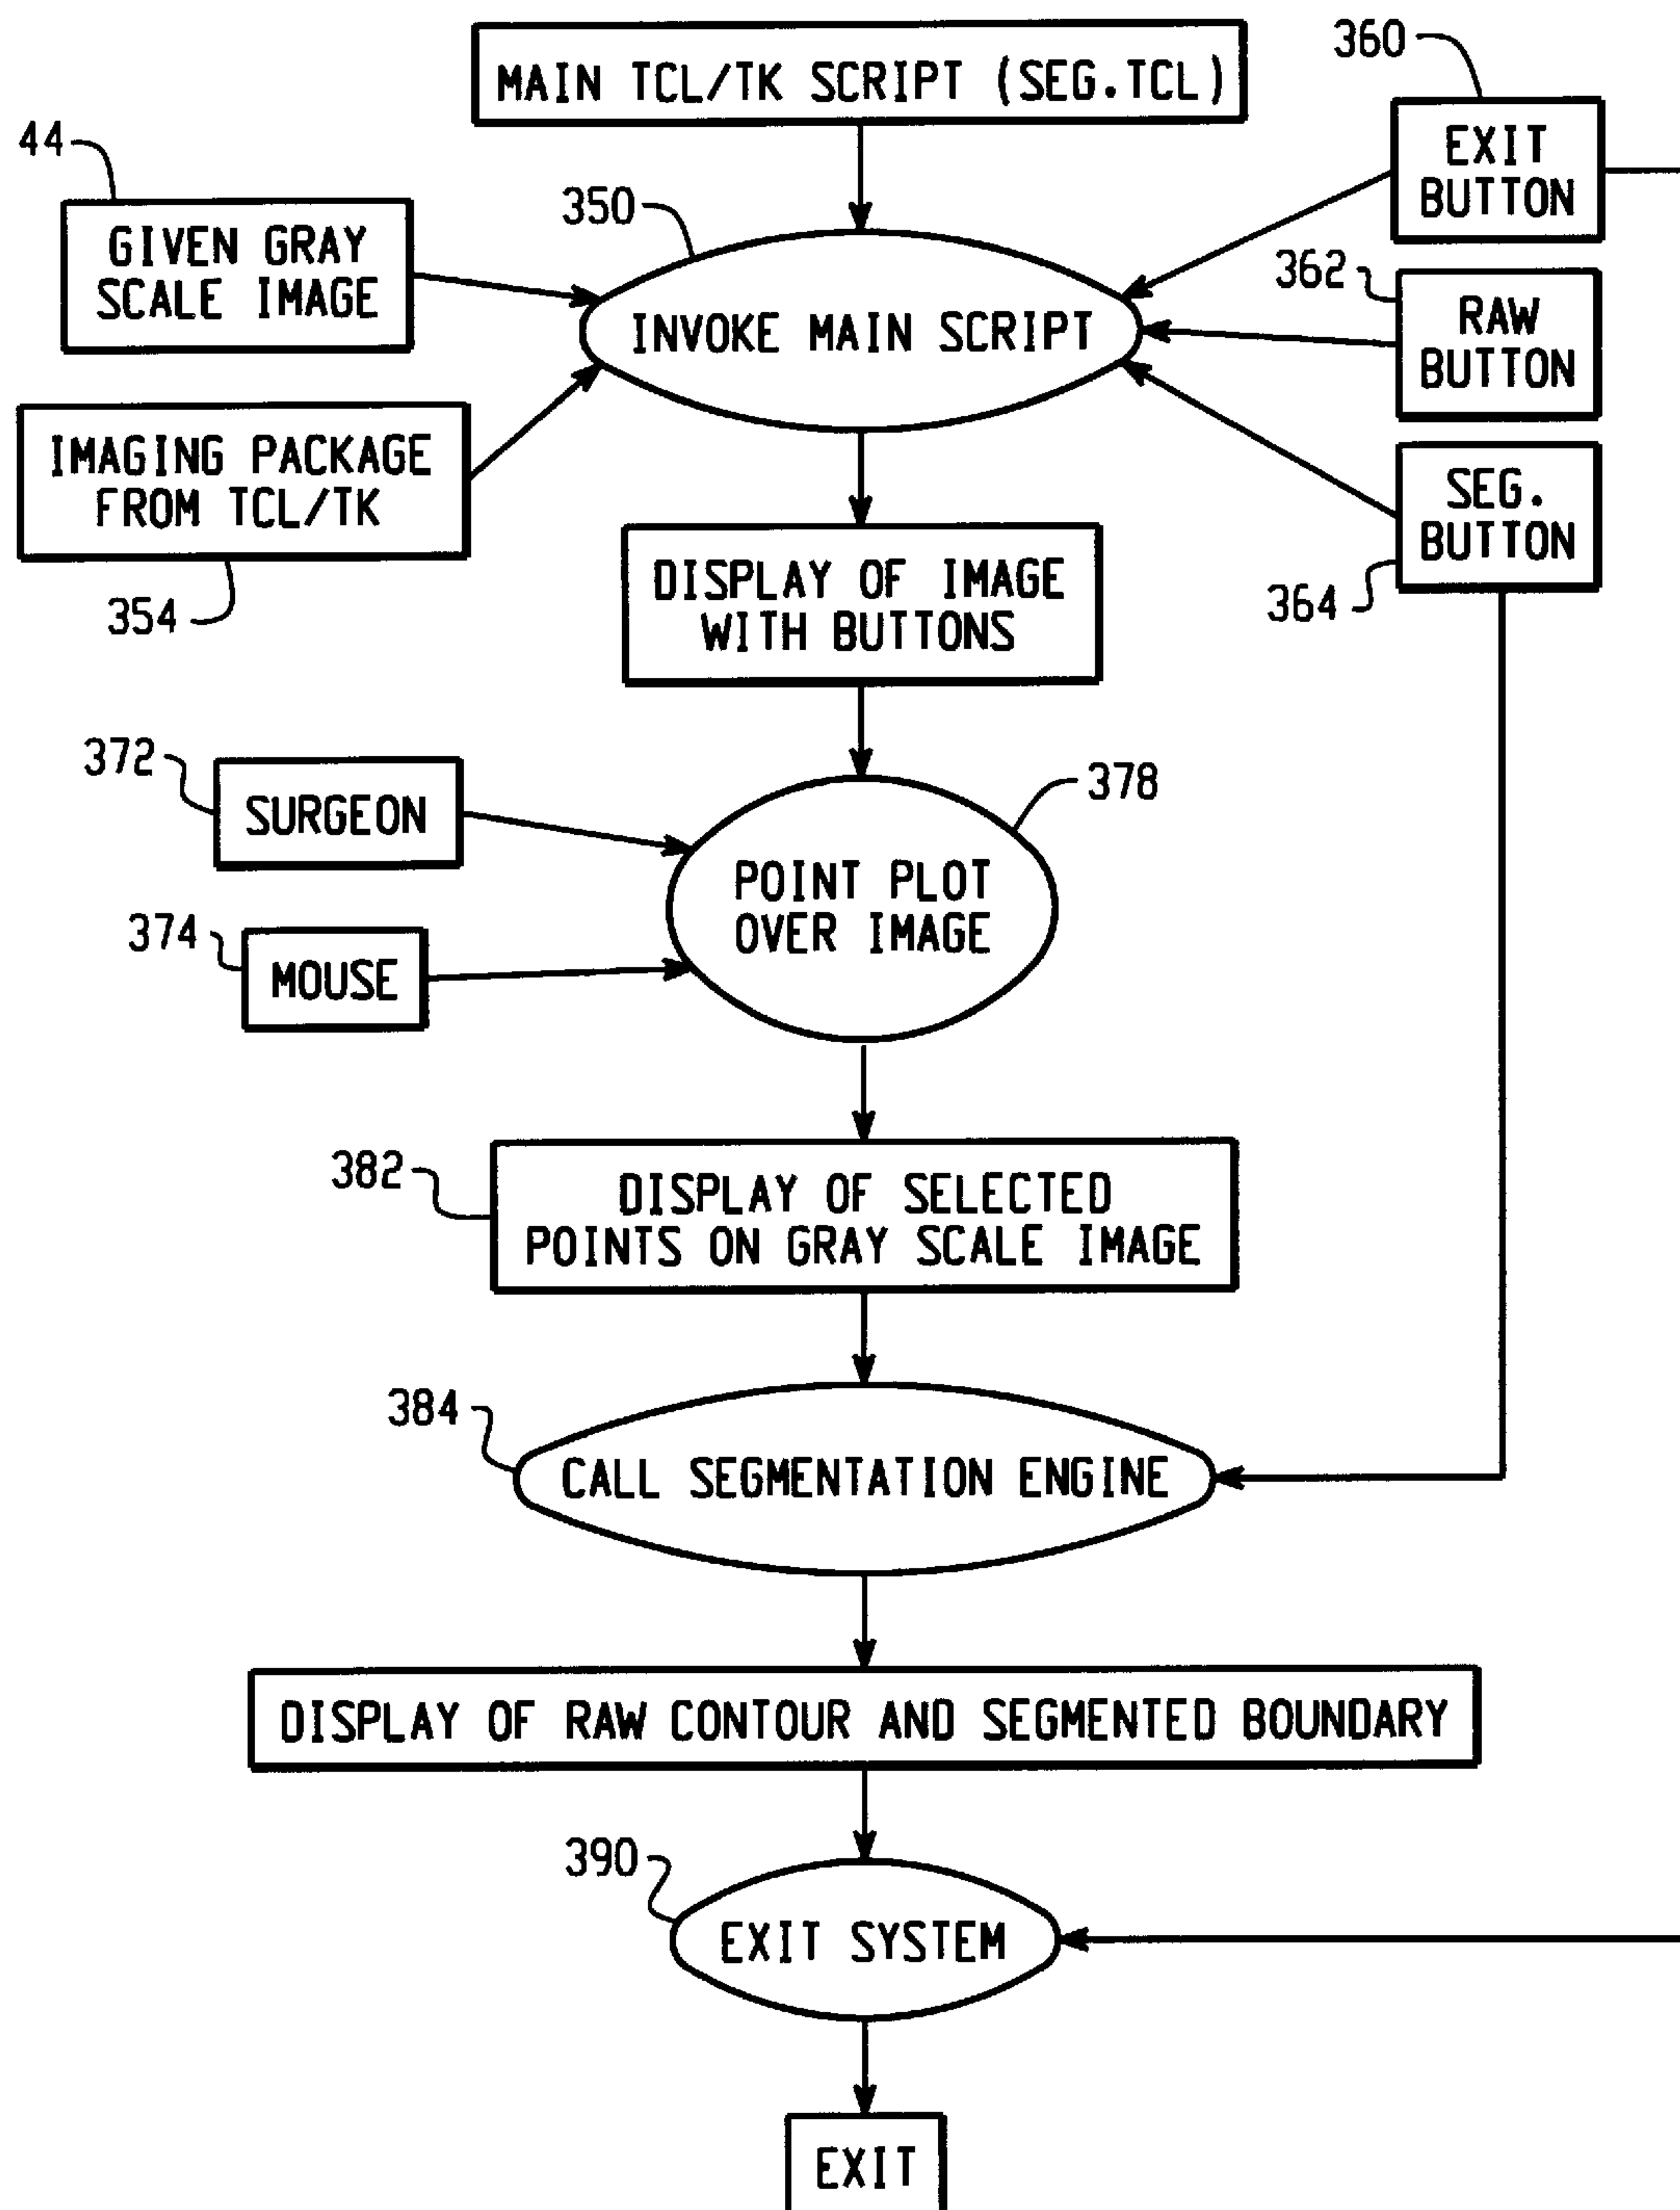 MAIN TCL/TK SCRIPT (SEG.TCL)
360
EXIT
BUTTON
44
GIVEN GRAY
SCALE IMAGE
350
INVOKE MAIN SCRIPT
362
RAW
BUTTON
IMAGING PACKAGE
FROM TCL/TK
354
SEG.
BUTTON
364
DISPLAY OF IMAGE
WITH BUTTONS
372
SURGEON
378
POINT PLOT
OVER IMAGE
374
MOUSE
382
DISPLAY OF SELECTED
POINTS ON GRAY SCALE IMAGE
384
CALL SEGMENTATION ENGINE
DISPLAY OF RAW CONTOUR AND SEGMENTED BOUNDARY
390
EXIT SYSTEM
EXIT